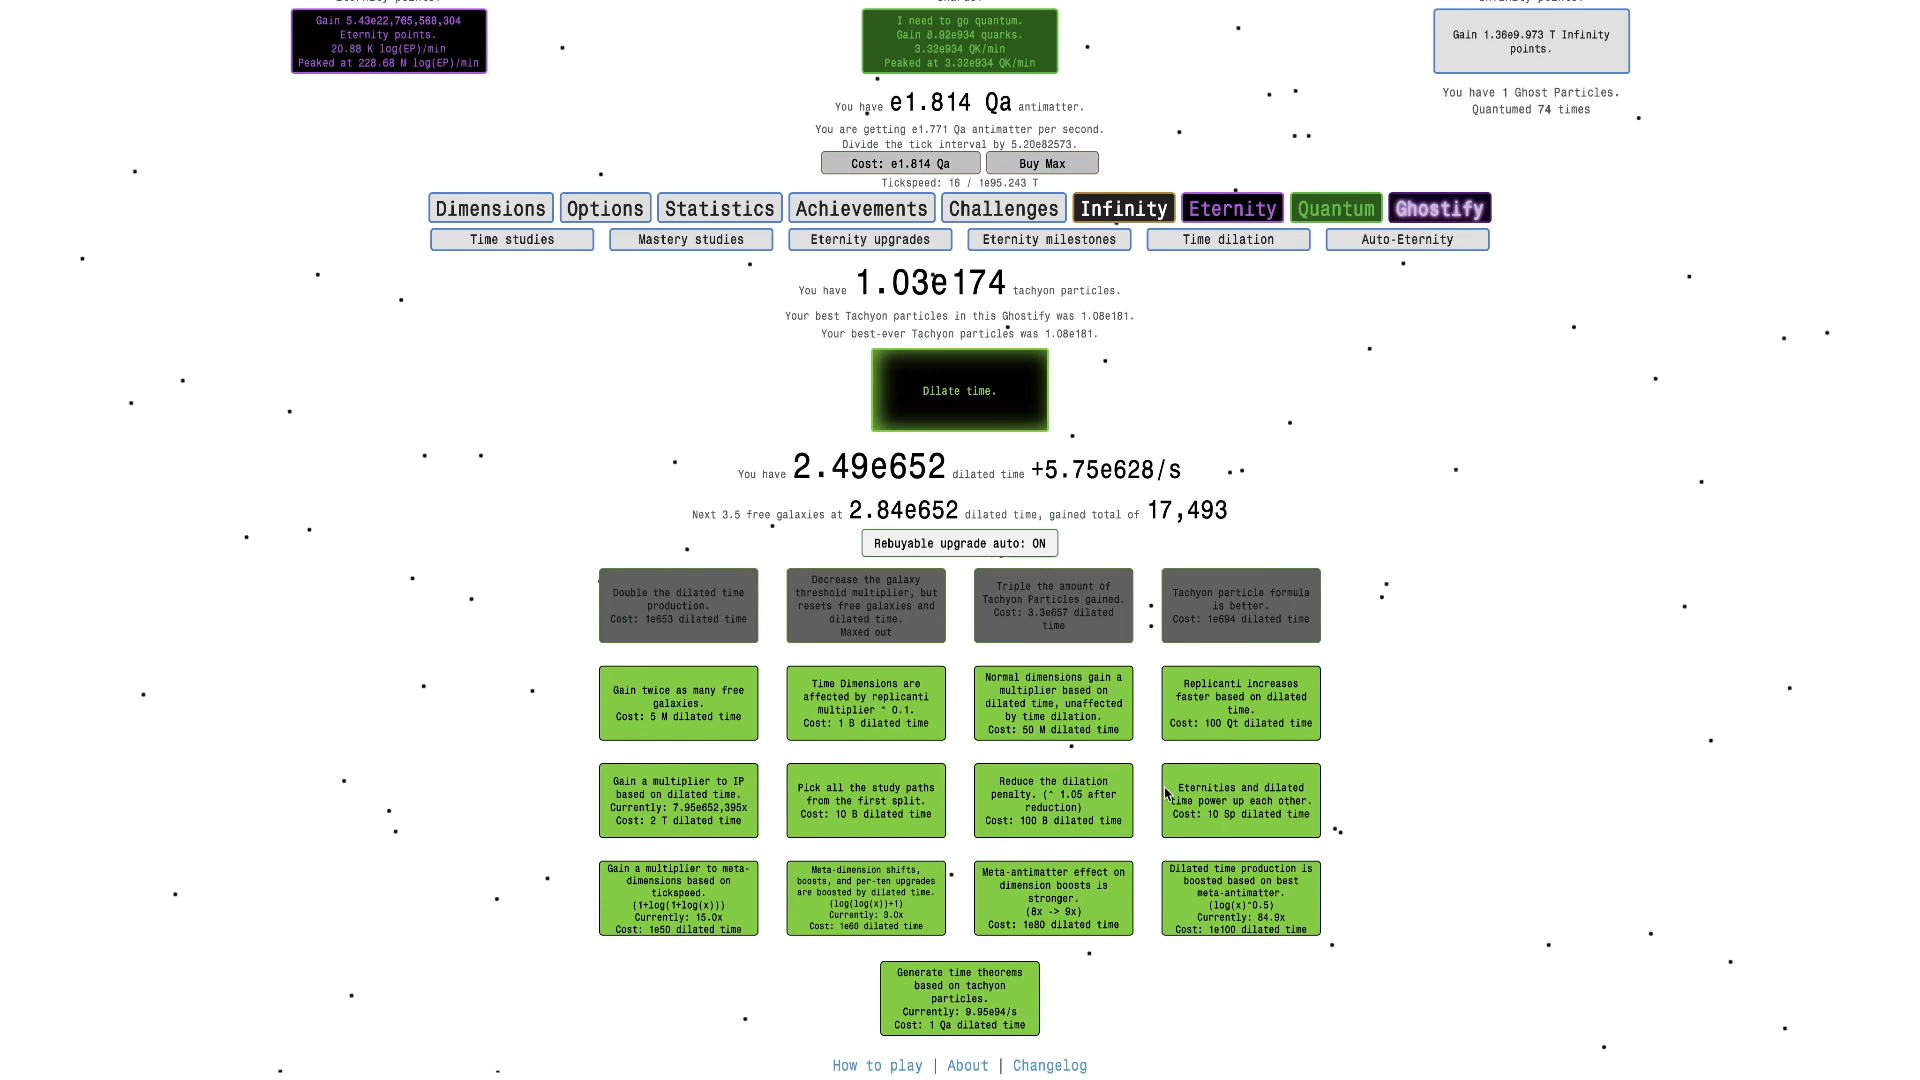 Gain 5.43e22,765,568,304
Eternity points.
20.88 K log(EP)/min
Peaked at 228.68 M log(EP)/min
I need to go quantum.
Gain 8.92e934 quarks.
3.32e934 QK/min
Peaked at 3.32e934 QK/min
Gain 1.36e9.973 T Infinity
points.
You have 1 Ghost Particles.
Quantumed 74 times
You have e1.814 Qa antimatter.
You are getting e1.771 Qa antimatter per second.
Divide the tick interval by 5.20e82573.
Cost: e1.814 Qa
Buy Max
Tickspeed: 16 / 1e95.243 T
Dimensions
Options
Statistics
Achievements
Challenges
Infinity
Eternity
Quantum
Ghostify
Time studies
Mastery studies
Eternity upgrades
Eternity milestones
Time dilation
Auto-Eternity
You have 1.03e174 tachyon particles.
Your best Tachyon particles in this Ghostify was 1.08e181.
Your best-ever Tachyon particles was 1.08e181.
Dilate time.
You have 2.49e652 dilated time +5.75e628/s
Next 3.5 free galaxies at 2.84e652 dilated time, gained total of 17,493
Rebuyable upgrade auto: ON
Double the dilated time
production.
Cost: 1e653 dilated time
Decrease the galaxy
threshold multiplier, but
resets free galaxies and
dilated time.
Maxed out
Triple the amount of
Tachyon Particles gained.
Cost: 3.3e657 dilated
time
Tachyon particle formula
is better.
Cost: 1e694 dilated time
Gain twice as many free
galaxies.
Cost: 5 M dilated time
Time Dimensions are
affected by replicanti
multiplier ^ 0.1.
Cost: 1 B dilated time
Normal dimensions gain a
multiplier based on
dilated time, unaffected
by time dilation.
Cost: 50 M dilated time
Replicanti increases
faster based on dilated
time.
Cost: 100 Qt dilated time
Gain a multiplier to IP
based on dilated time.
Currently: 7.95e652,395x
Cost: 2 T dilated time
Pick all the study paths
from the first split.
Cost: 10 B dilated time
Reduce the dilation
penalty. (^ 1.05 after
reduction)
Cost: 100 B dilated time
Eternities and dilated
time power up each other.
Cost: 10 Sp dilated time
Gain a multiplier to meta-
dimensions based on
tickspeed.
(1+log(1+log(x)))
Currently: 15.0x
Cost: 1e50 dilated time
Meta-dimension shifts,
boosts, and per-ten upgrades
are boosted by dilated time.
(log(log(x))+1)
Currently: 3.0x
Cost: 1e60 dilated time
Meta-antimatter effect on
dimension boosts is
stronger.
(8x -> 9x)
Cost: 1e80 dilated time
Dilated time production is
boosted based on best
meta-antimatter.
(log(x)^0.5)
Currently: 84.9x
Cost: 1e100 dilated time
Generate time theorems
based on tachyon
particles.
Currently: 9.95e94/s
Cost: 1 Qa dilated time
How to play | About | Changelog